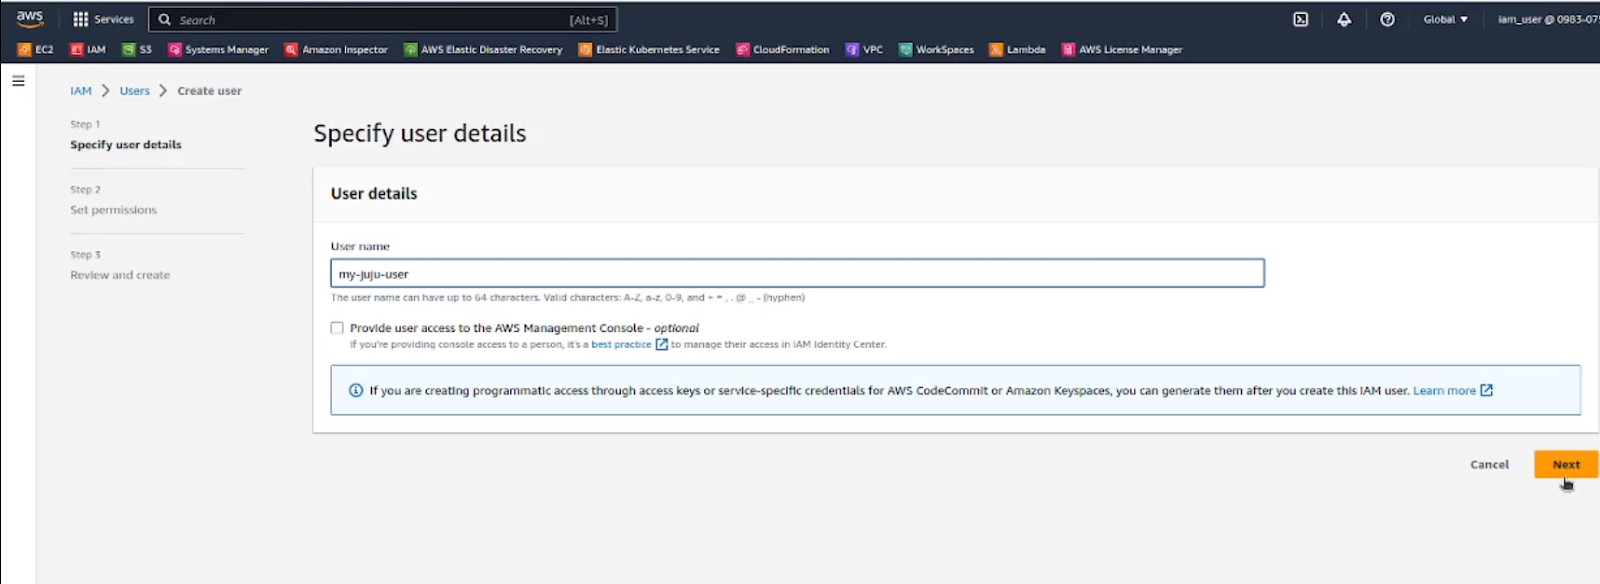 aws Services Search [Alt+S] Global iam_user @ 0983-07
EC2 IAM S3 Systems Manager Amazon Inspector AWS Elastic Disaster Recovery Elastic Kubernetes Service CloudFormation VPC WorkSpaces Lambda AWS License Manager
IAM > Users > Create user
Step 1
Specify user details
Step 2
Set permissions
Step 3
Review and create
Specify user details
User details
User name
my-juju-user
The user name can have up to 64 characters. Valid characters: A-Z, a-z, 0-9, and + = , . @ _ - (hyphen)
Provide user access to the AWS Management Console - optional
If you're providing console access to a person, it's a best practice to manage their access in IAM Identity Center.
If you are creating programmatic access through access keys or service-specific credentials for AWS CodeCommit or Amazon Keyspaces, you can generate them after you create this IAM user. Learn more
Cancel Next